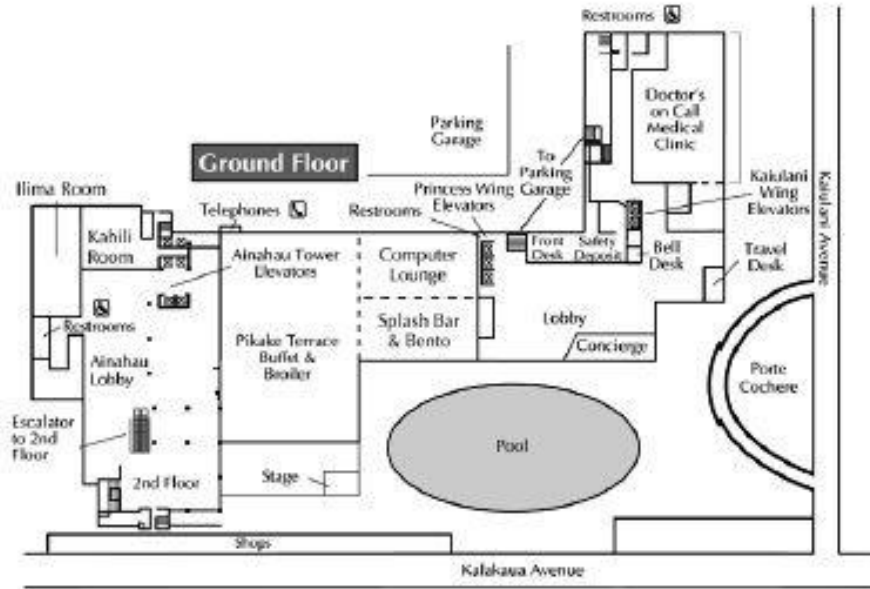 Restrooms
Doctor's
on Call
Medical
Clinic
Parking
Garage
To
Parking
Garage
Ground Floor
Kaiulani
Wing
Elevators
Kaiulani Avenue
Ilima Room
Princess Wing
Elevators
Telephones
Restrooms
Kahili
Room
Ainahau Tower
Elevators
Computer
Lounge
Front
Desk
Safety
Deposit
Bell
Desk
Travel
Desk
Restrooms
Ainahau
Lobby
Pikake Terrace
Buffet &
Broiler
Splash Bar
& Bento
Lobby
Concierge
Porte
Cochere
Escalator
to 2nd
Floor
Pool
2nd Floor
Stage
Shops
Kalakaua Avenue